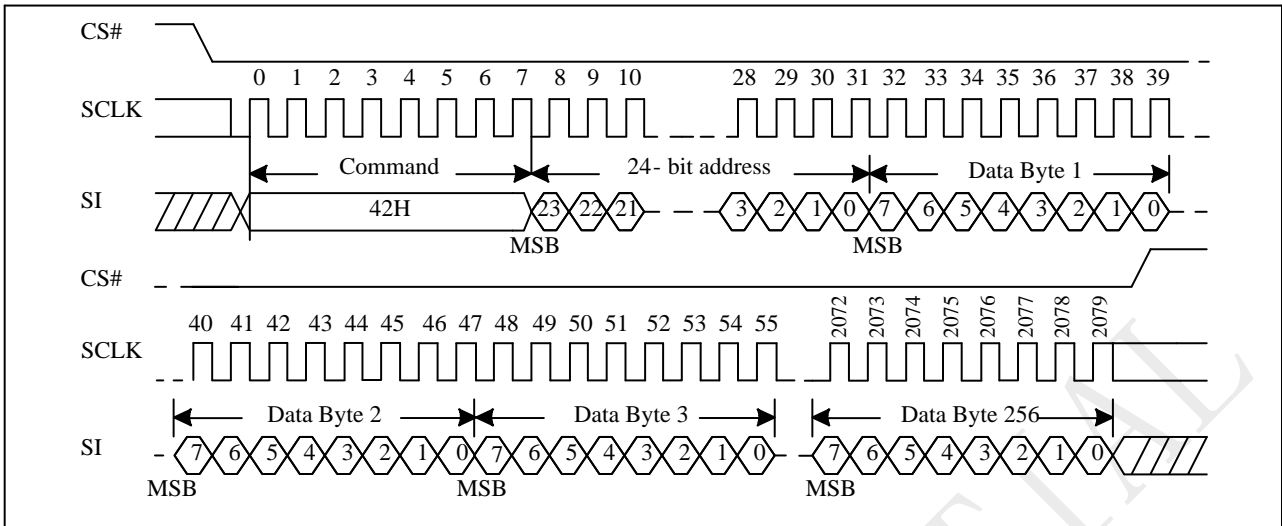 CS#
0 1 2 3 4 5 6 7 8 9 10 28 29 30 31 32 33 34 35 36 37 38 39
SCLK
Command 24- bit address Data Byte 1
SI 42H 23 22 21 3 2 1 0 7 6 5 4 3 2 1 0
MSB MSB
CS#
40 41 42 43 44 45 46 47 48 49 50 51 52 53 54 55 2072 2073 2074 2075 2076 2077 2078 2079
SCLK
Data Byte 2 Data Byte 3 Data Byte 256
SI 7 6 5 4 3 2 1 0 7 6 5 4 3 2 1 0 7 6 5 4 3 2 1 0
MSB MSB MSB